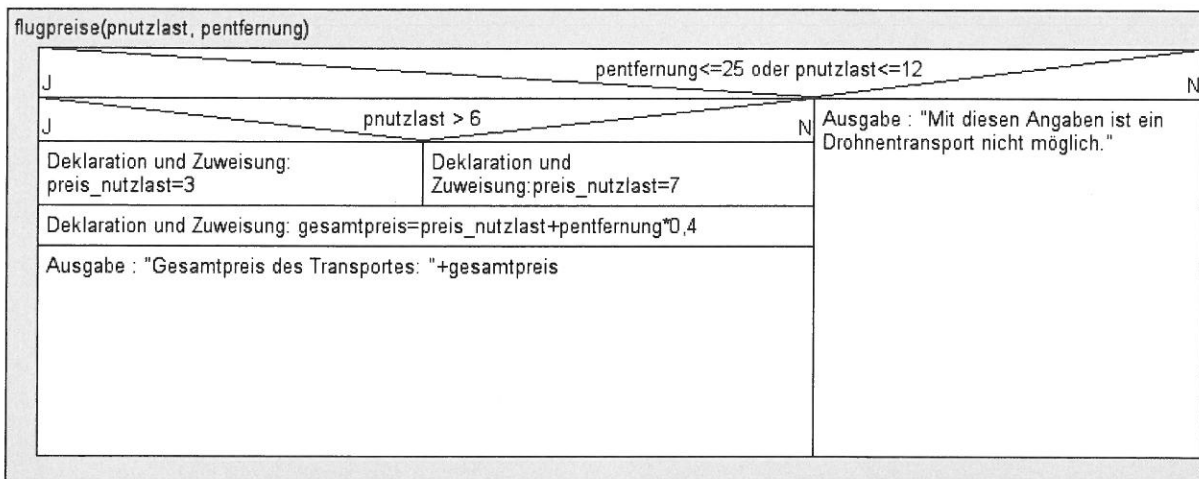 flugpreise(pnutzlast, pentfernung)
pentfernung<=25 oder pnutzlast<=12
J
N
pnutzlast > 6
J
N
Deklaration und Zuweisung:
preis_nutzlast=3
Deklaration und
Zuweisung:preis_nutzlast=7
Deklaration und Zuweisung: gesamtpreis=preis_nutzlast+pentfernung*0,4
Ausgabe : "Gesamtpreis des Transportes: "+gesamtpreis
Ausgabe : "Mit diesen Angaben ist ein
Drohnentransport nicht möglich."